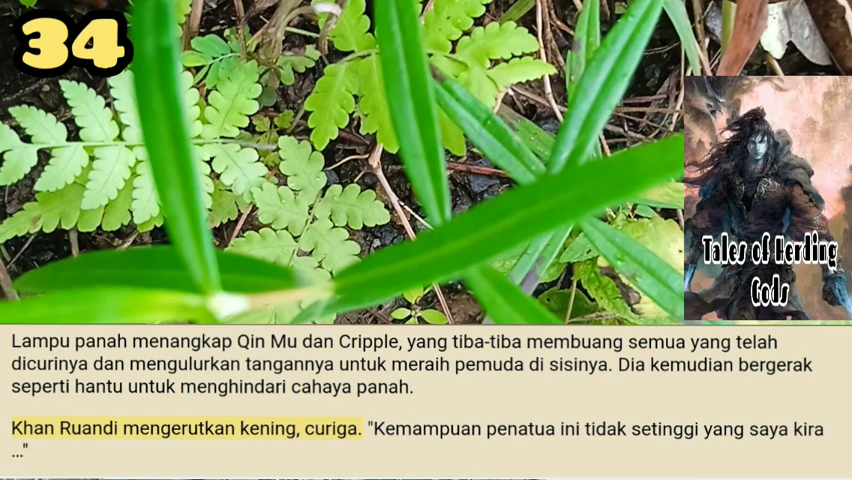 34
Tales of Herding
Gods
Lampu panah menangkap Qin Mu dan Cripple, yang tiba-tiba membuang semua yang telah
dicurinya dan mengulurkan tangannya untuk meraih pemuda di sisinya. Dia kemudian bergerak
seperti hantu untuk menghindari cahaya panah.
Khan Ruandi mengerutkan kening, curiga. "Kemampuan penatua ini tidak setinggi yang saya kira
..."